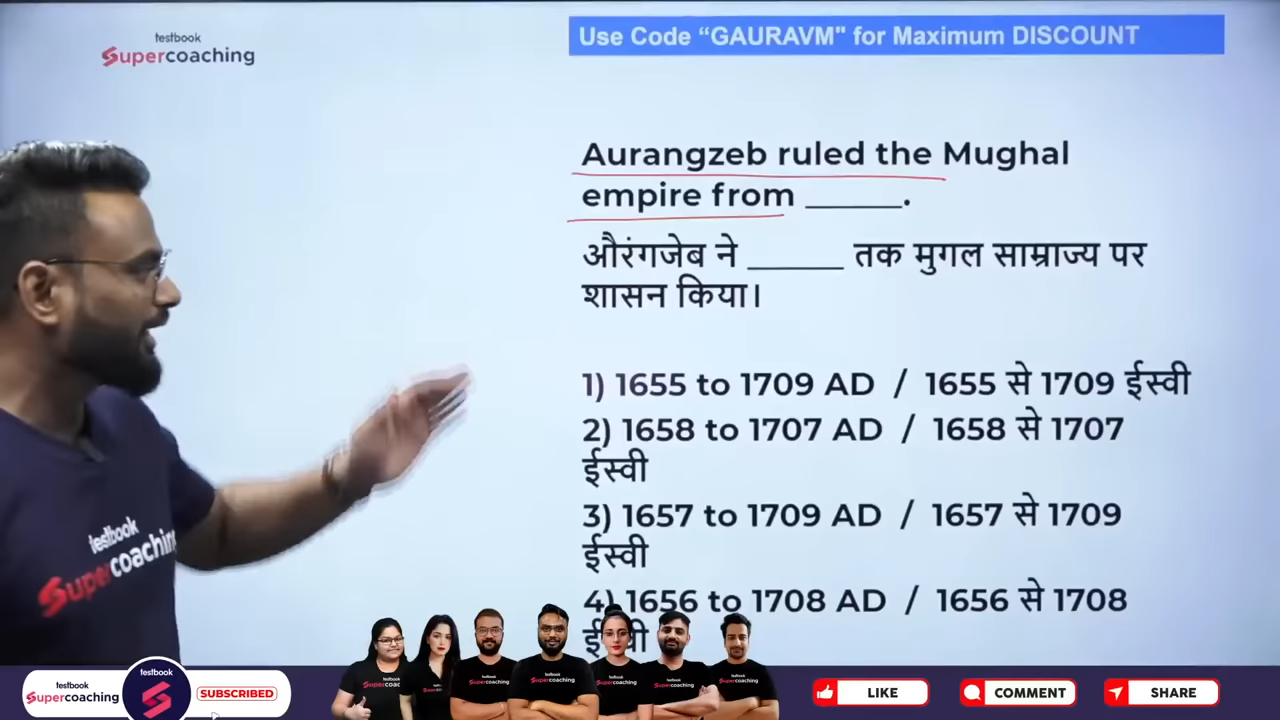 testbook
Supercoaching
Use Code “GAURAVM" for Maximum DISCOUNT
Aurangzeb ruled the Mughal
empire from ______.
औरंगजेब ने ______ तक मुगल साम्राज्य पर
शासन किया।
1) 1655 to 1709 AD / 1655 से 1709 ईस्वी
2) 1658 to 1707 AD / 1658 से 1707
ईस्वी
3) 1657 to 1709 AD / 1657 से 1709
ईस्वी
4) 1656 to 1708 AD / 1656 से 1708
testbook
Supercoaching
testbook
Supercoaching
testbook
SUBSCRIBED
LIKE
COMMENT
SHARE